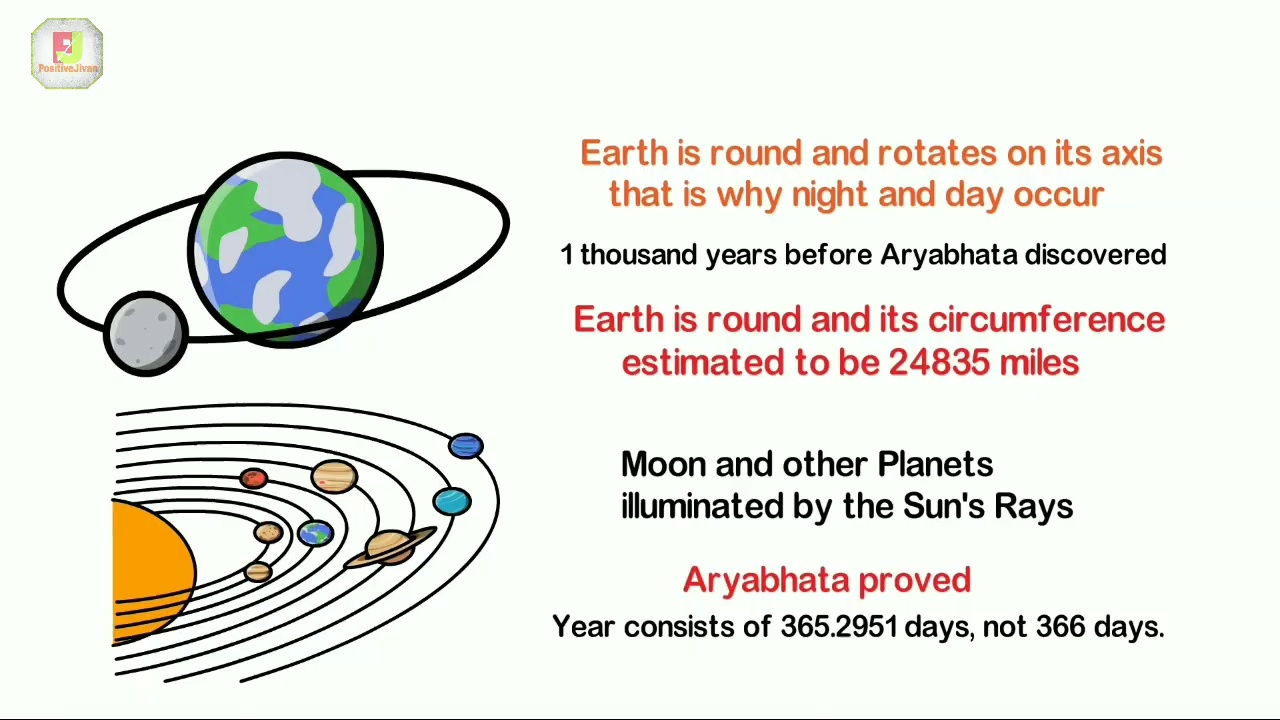 PositiveJivan
Earth is round and rotates on its axis
that is why night and day occur
1 thousand years before Aryabhata discovered
Earth is round and its circumference
estimated to be 24835 miles
Moon and other Planets
illuminated by the Sun's Rays
Aryabhata proved
Year consists of 365.2951 days, not 366 days.